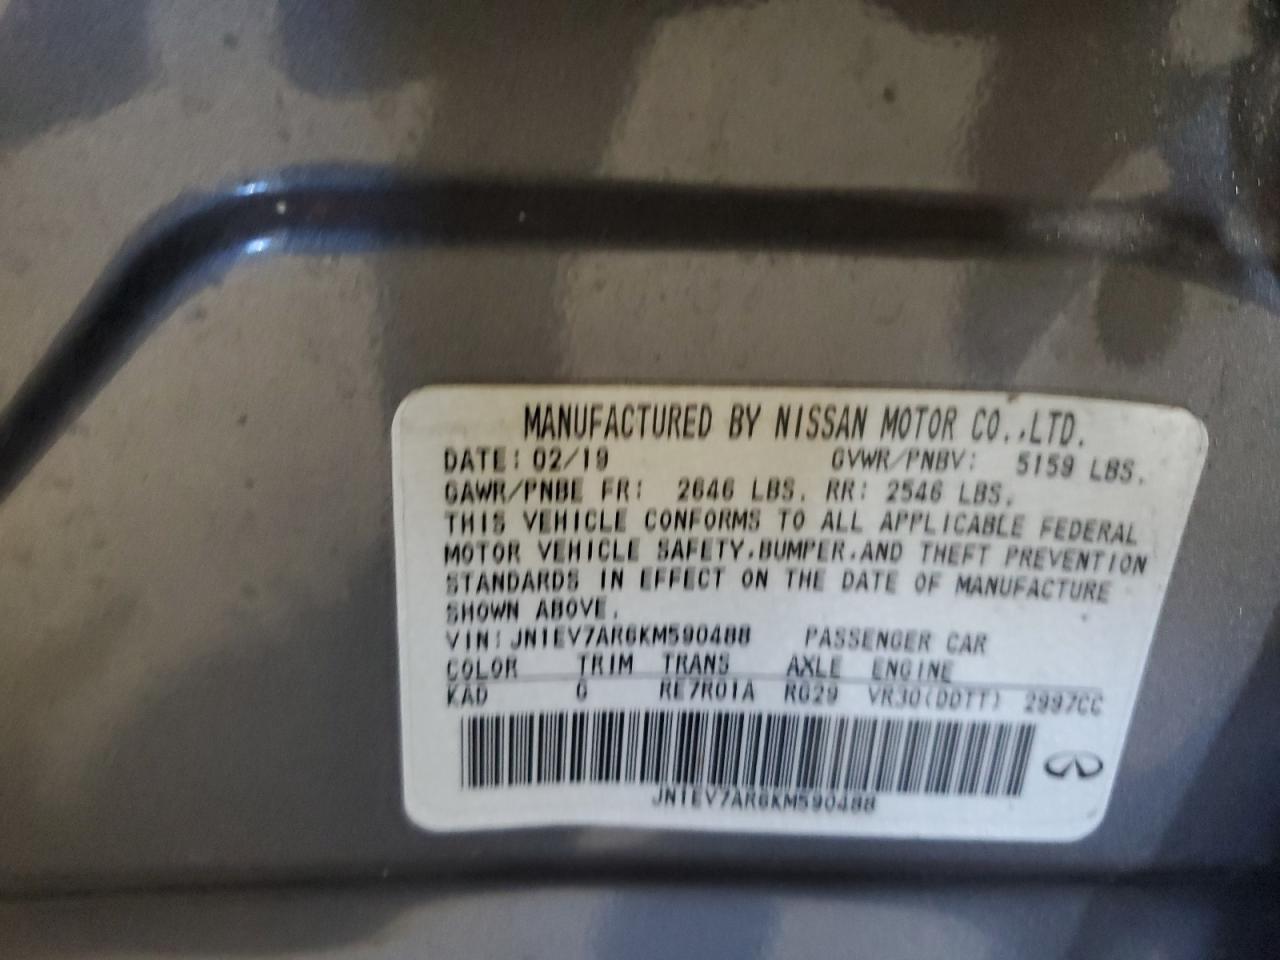 MANUFACTURED BY NISSAN MOTOR CO.,LTD.
DATE: 02/19 GVWR/PNBV: 5159 LBS.
GAWR/PNBE FR: 2646 LBS. RR: 2546 LBS.
THIS VEHICLE CONFORMS TO ALL APPLICABLE FEDERAL
MOTOR VEHICLE SAFETY,BUMPER,AND THEFT PREVENTION
STANDARDS IN EFFECT ON THE DATE OF MANUFACTURE
SHOWN ABOVE.
VIN: JN1EV7AR6KM590488 PASSENGER CAR
COLOR TRIM TRANS AXLE ENGINE
KAD G RE7R01A RG29 VR30(DDTT) 2997CC
JN1EV7AR6KM590488